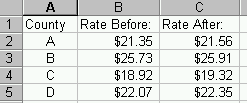 A B C
1 County Rate Before: Rate After:
2 A $21.35 $21.56
3 B $25.73 $25.91
4 C $18.92 $19.32
5 D $22.07 $22.35